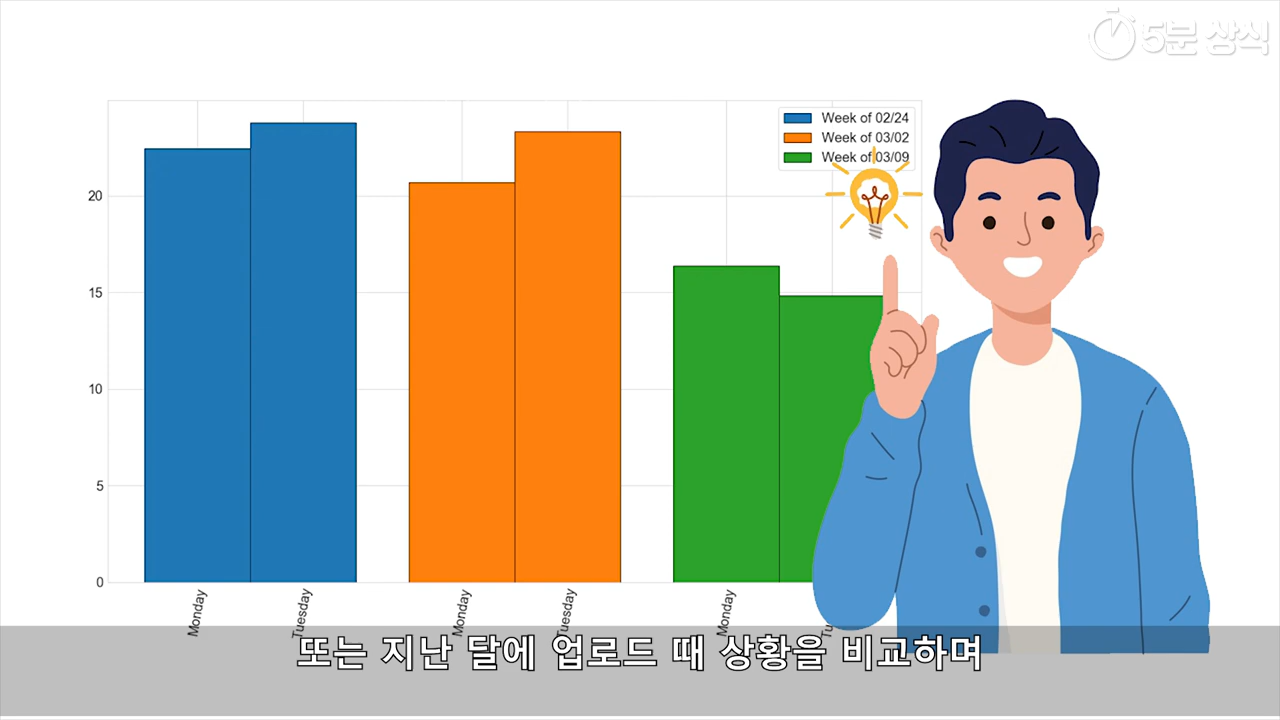 5분 상식
Week of 02/24
Week of 03/02
Week of 03/09
20
15
10
5
0
Monday
Tuesday
Monday
Tuesday
Monday
또는 지난 달에 업로드 때 상황을 비교하며